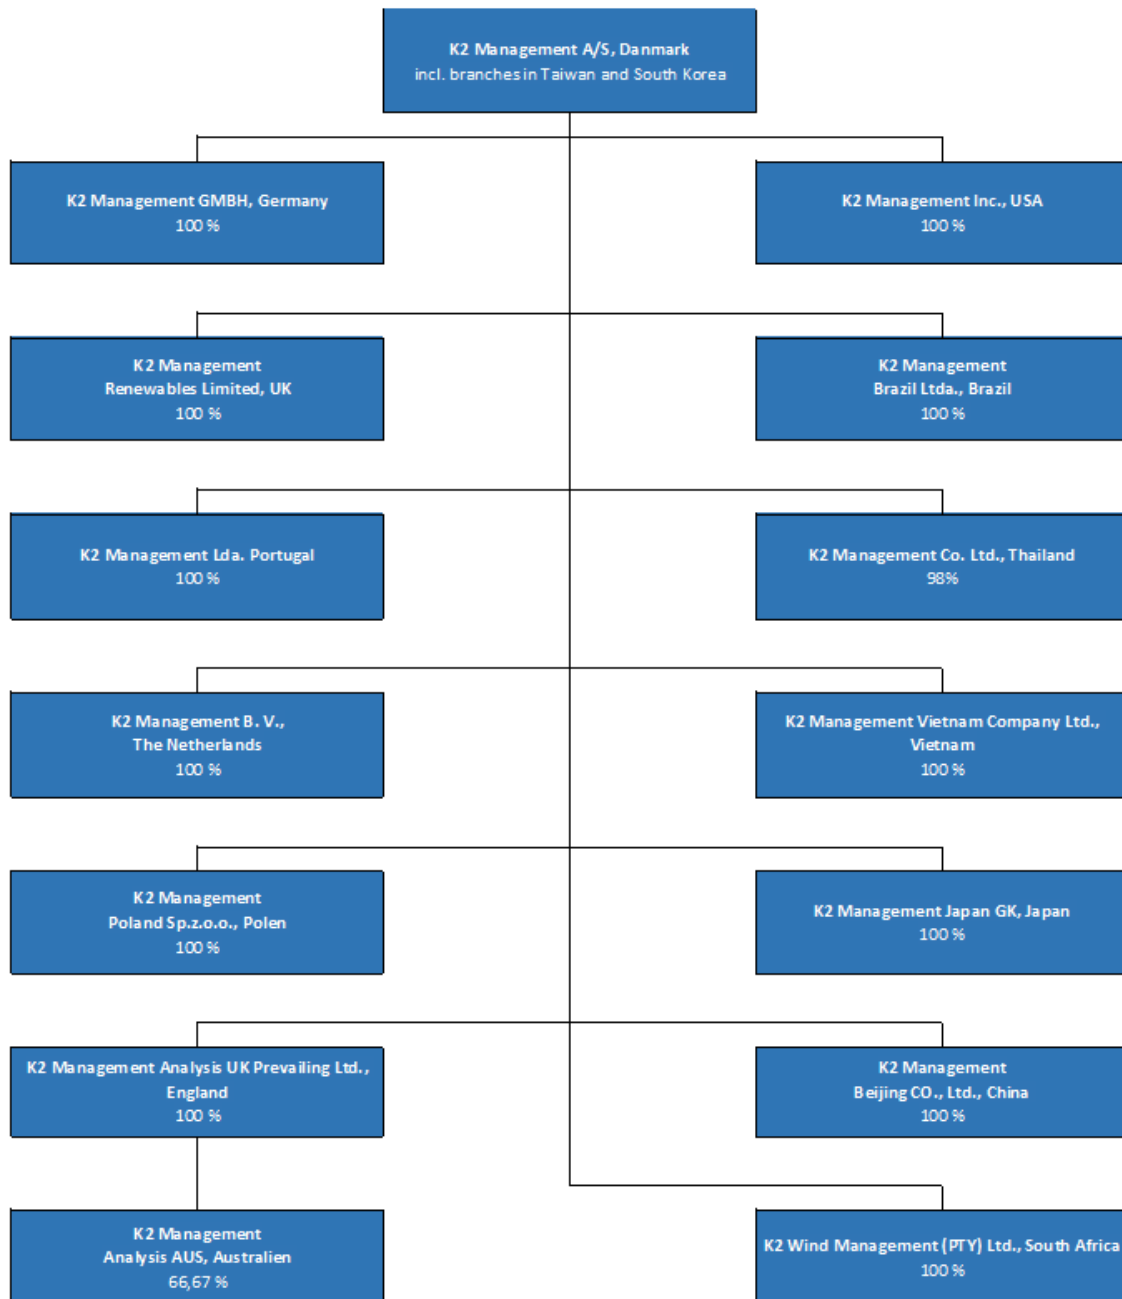 K2 Management A/S, Danmark
incl. branches in Taiwan and South Korea
K2 Management GMBH, Germany
100 %
K2 Management Inc., USA
100 %
K2 Management
Renewables Limited, UK
100 %
K2 Management
Brazil Ltda., Brazil
100 %
K2 Management Lda. Portugal
100 %
K2 Management Co. Ltd., Thailand
98%
K2 Management B. V.,
The Netherlands
100 %
K2 Management Vietnam Company Ltd.,
Vietnam
100 %
K2 Management
Poland Sp.z.o.o., Polen
100 %
K2 Management Japan GK, Japan
100 %
K2 Management Analysis UK Prevailing Ltd.,
England
100 %
K2 Management
Beijing CO., Ltd., China
100 %
K2 Management
Analysis AUS, Australien
66,67 %
K2 Wind Management (PTY) Ltd., South Africa
100 %